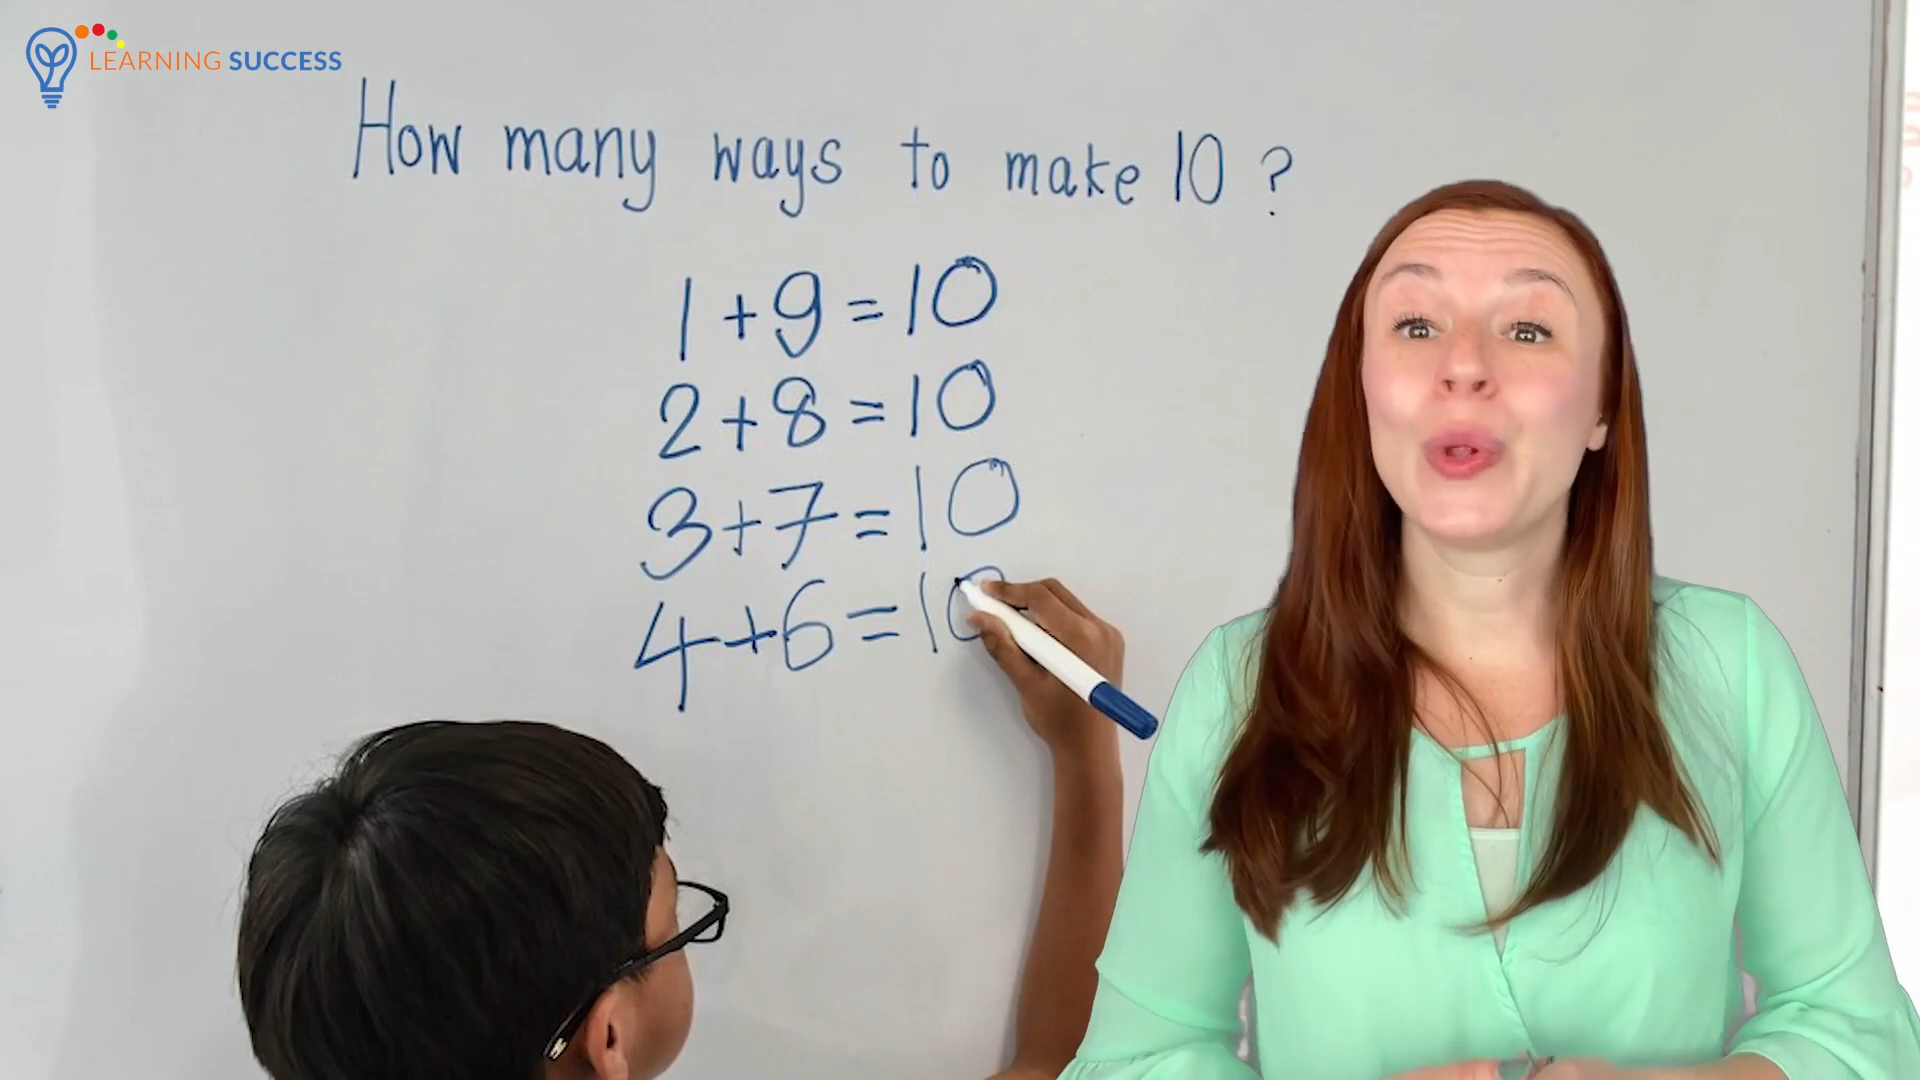 LEARNING SUCCESS
How many ways to make 10 ?
1 + 9 = 10
2 + 8 = 10
3 + 7 = 10
4 + 6 = 10